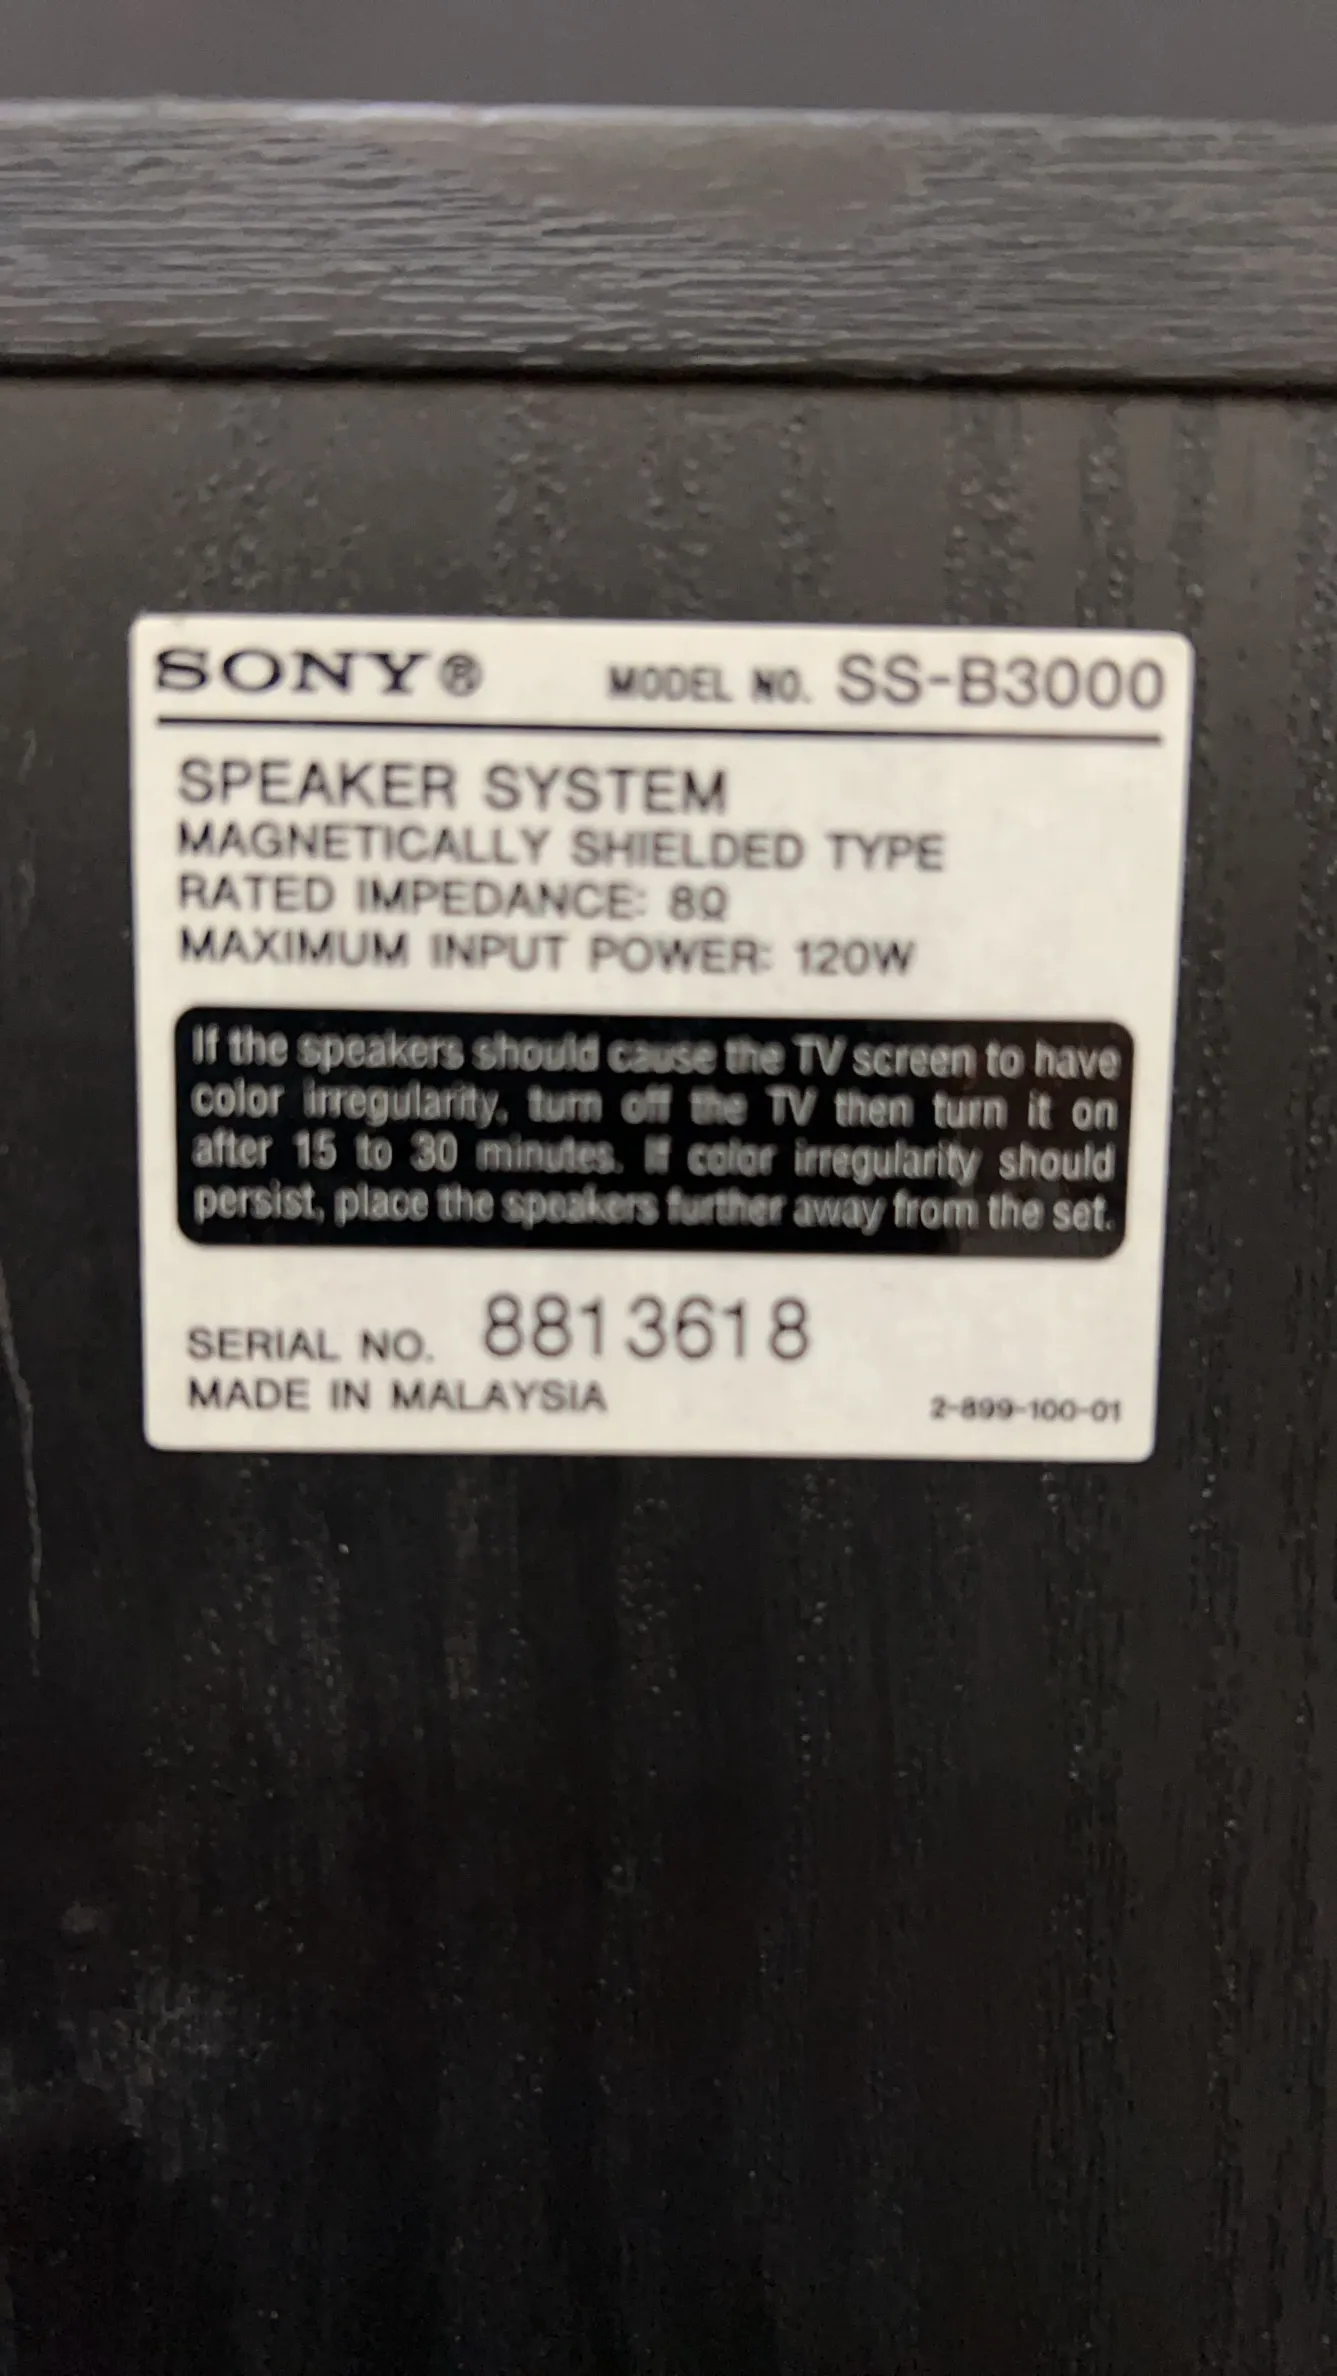 SONY® MODEL NO. SS-B3000
SPEAKER SYSTEM
MAGNETICALLY SHIELDED TYPE
RATED IMPEDANCE: 8Ω
MAXIMUM INPUT POWER: 120W
If the speakers should cause the TV screen to have
color irregularity, turn off the TV then turn it on
after 15 to 30 minutes. If color irregularity should
persist, place the speakers further away from the set.
SERIAL NO. 8813618
MADE IN MALAYSIA 2-899-100-01